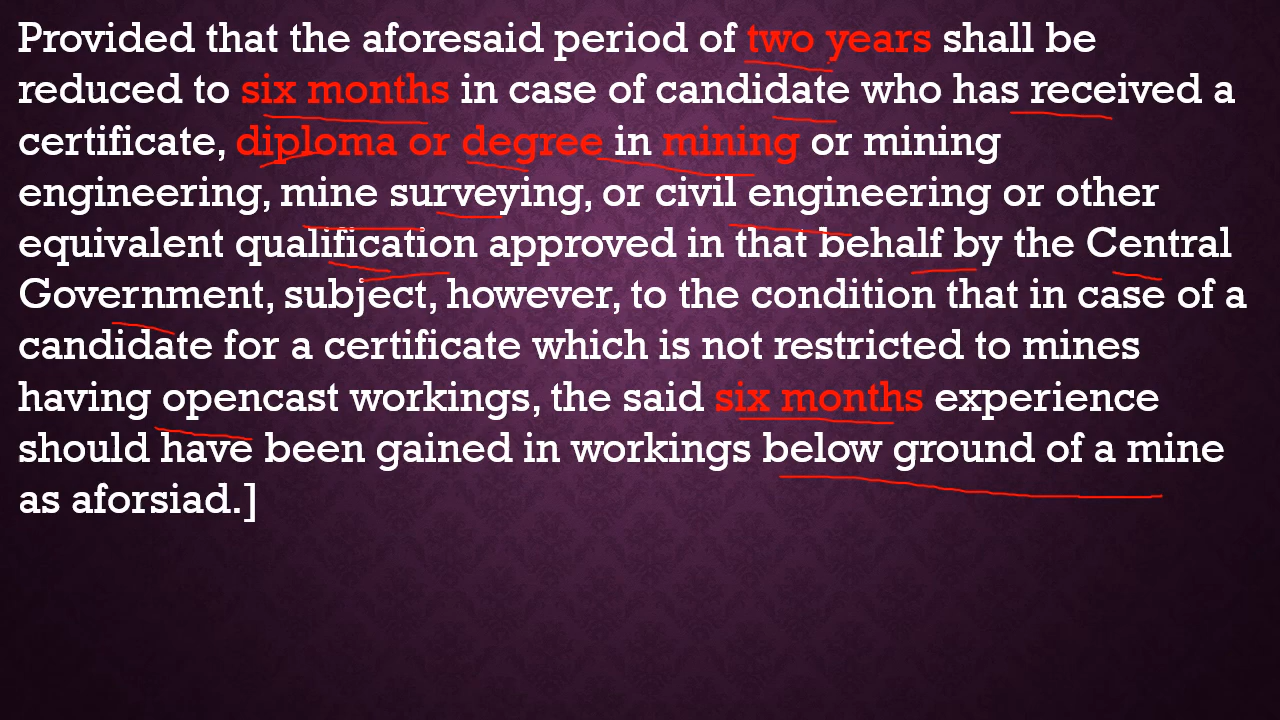 Provided that the aforesaid period of two years shall be
reduced to six months in case of candidate who has received a
certificate, diploma or degree in mining or mining
engineering, mine surveying, or civil engineering or other
equivalent qualification approved in that behalf by the Central
Government, subject, however, to the condition that in case of a
candidate for a certificate which is not restricted to mines
having opencast workings, the said six months experience
should have been gained in workings below ground of a mine
as aforsiad.]